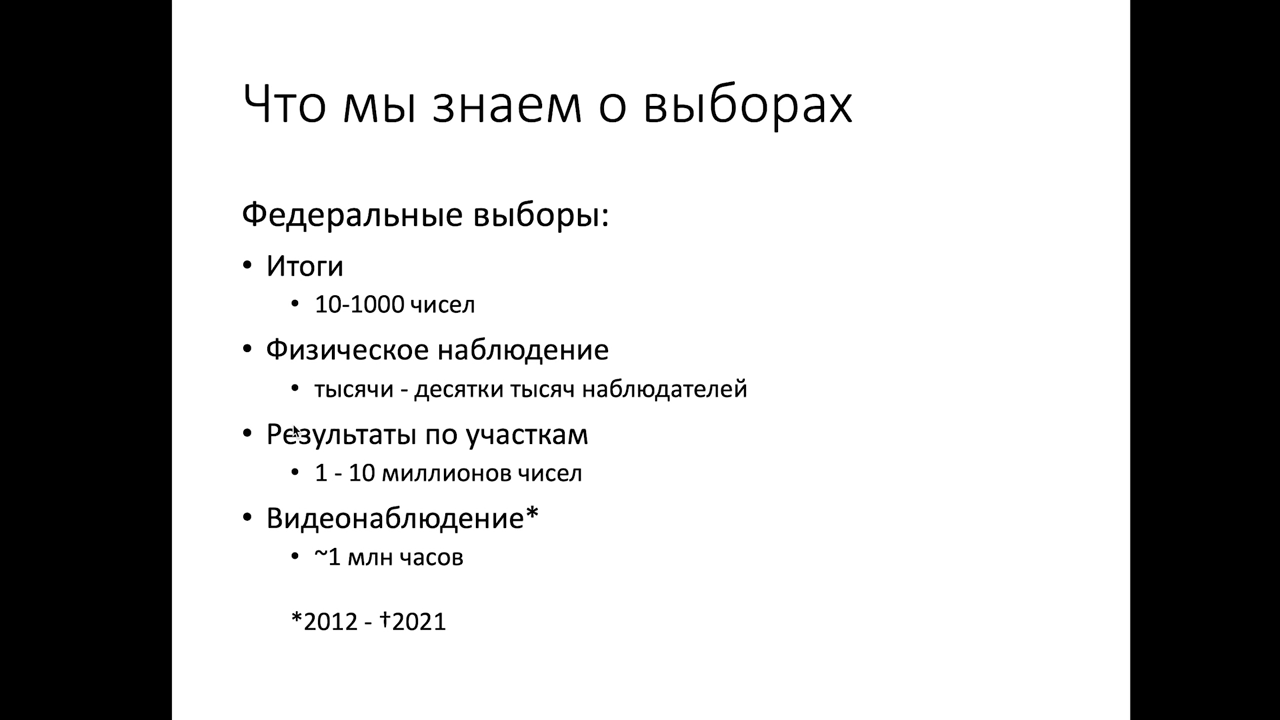 Что мы знаем о выборах
Федеральные выборы:
• Итоги
• 10-1000 чисел
• Физическое наблюдение
• тысячи - десятки тысяч наблюдателей
• Результаты по участкам
• 1 - 10 миллионов чисел
• Видеонаблюдение*
• ~1 млн часов
*2012 - †2021